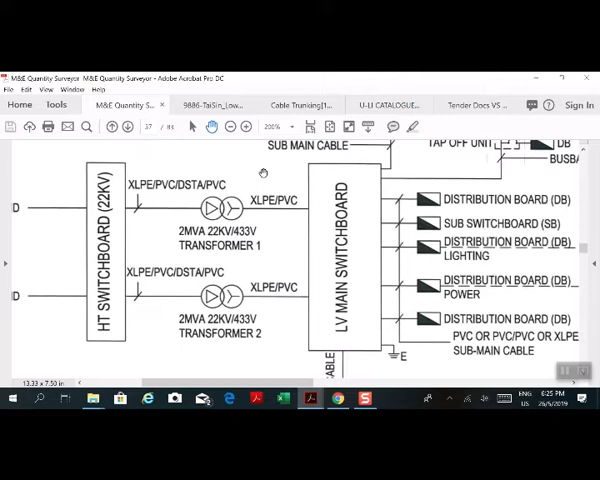 M&E Quantity Surveyor M&E Quantity Surveyor - Adobe Acrobat Pro DC
File Edit View Window Help
Home Tools M&E Quantity S... × 9886-TaiSin_Low... Cable Trunking[1... U-LI CATALOGUE... Tender Docs VS ... Sign In
37 / 83 200%
SUB MAIN CABLE
TAP OFF UNIT
DB
BUSBA
XLPE/PVC/DSTA/PVC
XLPE/PVC
D
2MVA 22KV/433V
TRANSFORMER 1
HT SWITCHBOARD (22KV)
LV MAIN SWITCHBOARD
DISTRIBUTION BOARD (DB)
SUB SWITCHBOARD (SB)
DISTRIBUTION BOARD (DB)
LIGHTING
XLPE/PVC/DSTA/PVC
XLPE/PVC
D
2MVA 22KV/433V
TRANSFORMER 2
DISTRIBUTION BOARD (DB)
POWER
DISTRIBUTION BOARD (DB)
PVC OR PVC/PVC OR XLPE
SUB-MAIN CABLE
E
CABLE
13.33 x 7.50 in
ENG
US
6:25 PM
26/5/2019